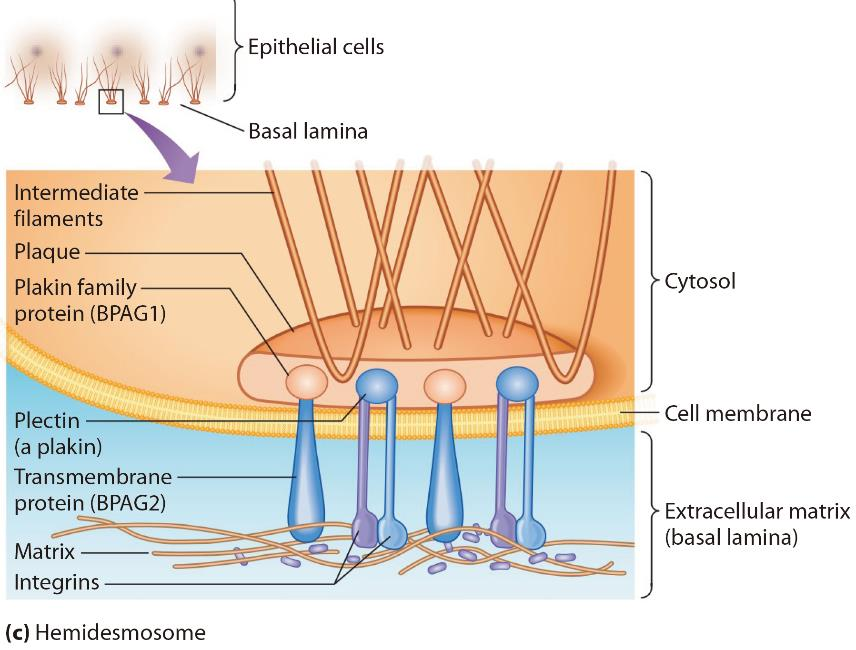 Epithelial cells
Basal lamina
Intermediate
filaments
Plaque
Plakin family
protein (BPAG1)
Cytosol
Plectin
(a plakin)
Cell membrane
Transmembrane
protein (BPAG2)
Extracellular matrix
(basal lamina)
Matrix
Integrins
(c) Hemidesmosome